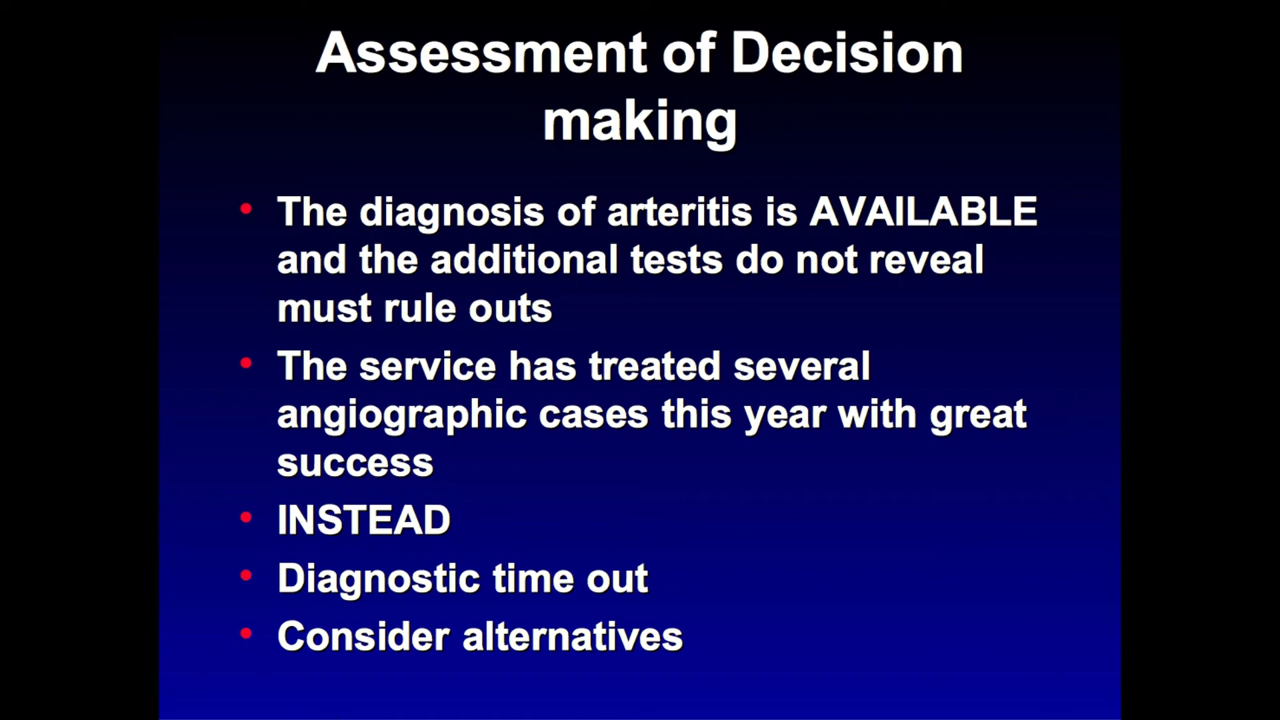 Assessment of Decision
making
• The diagnosis of arteritis is AVAILABLE
and the additional tests do not reveal
must rule outs
• The service has treated several
angiographic cases this year with great
success
• INSTEAD
• Diagnostic time out
• Consider alternatives